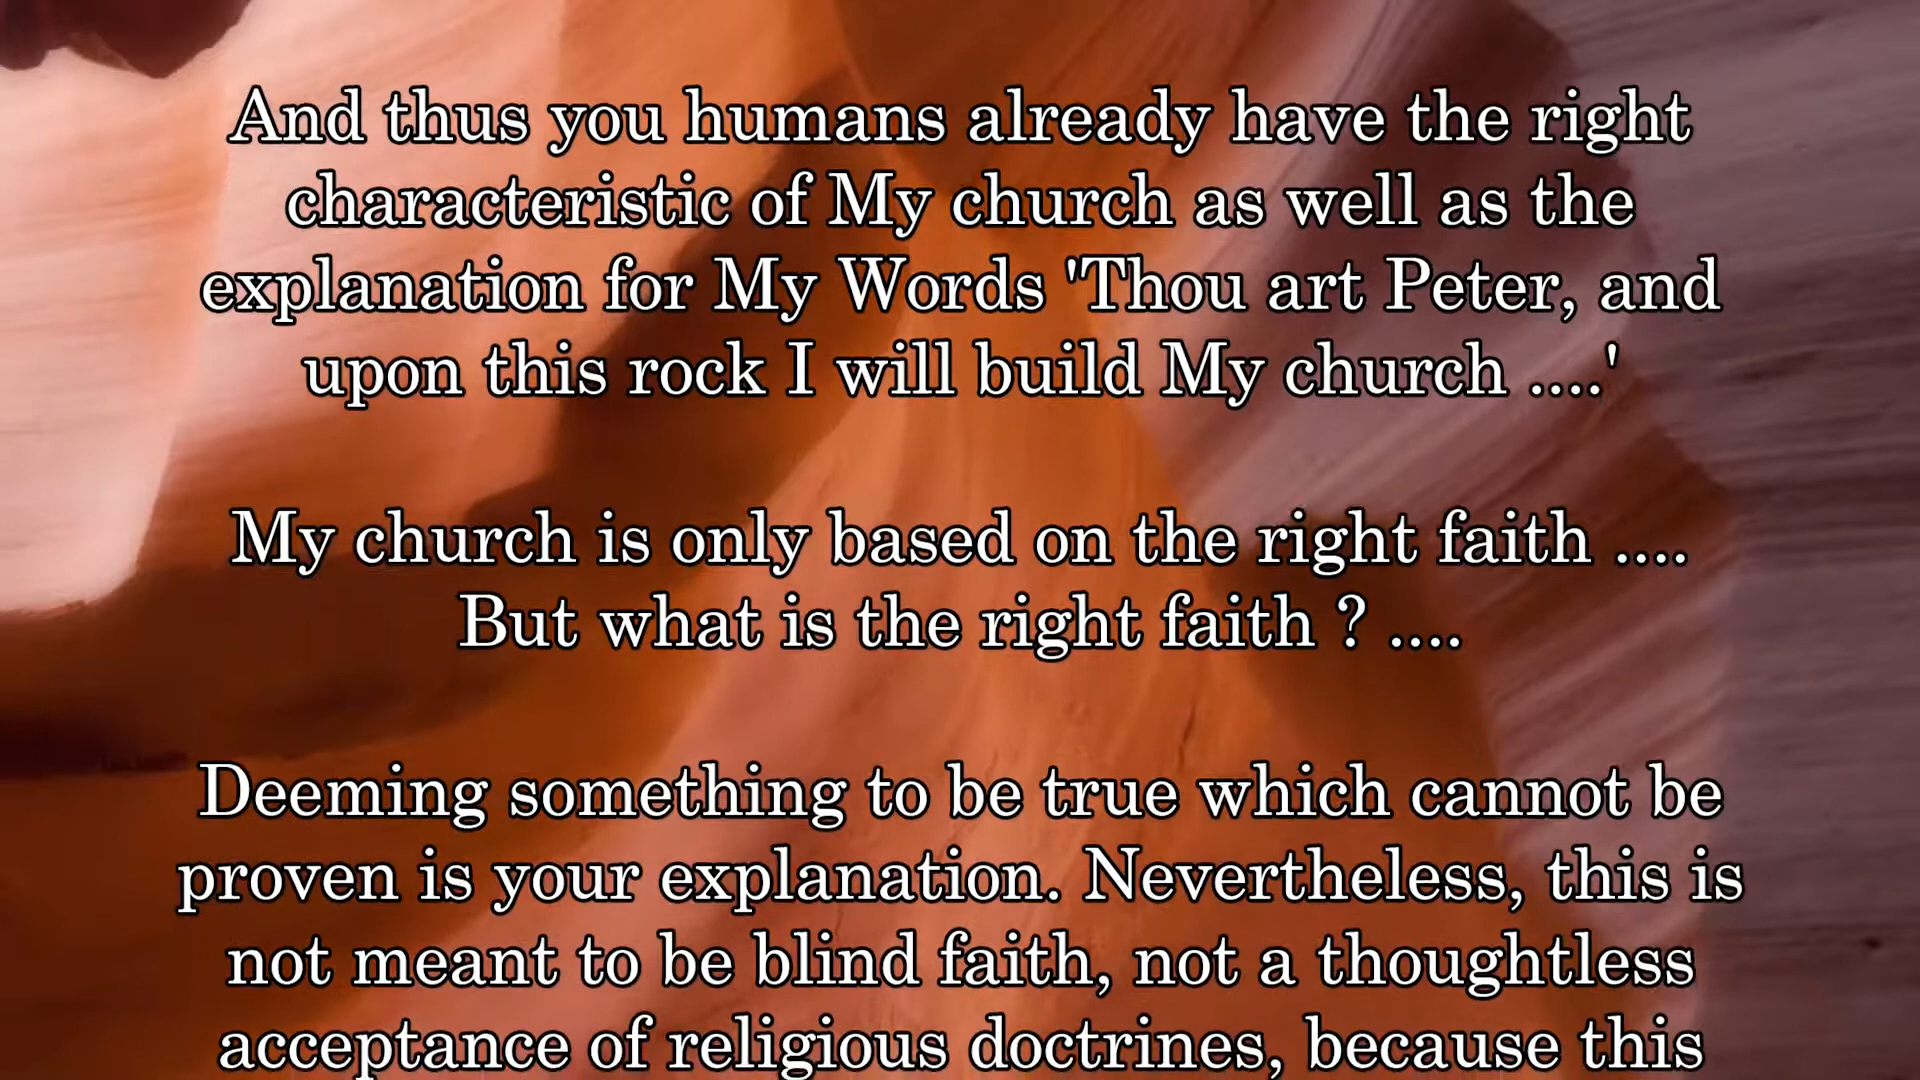 And thus you humans already have the right
characteristic of My church as well as the
explanation for My Words 'Thou art Peter, and
upon this rock I will build My church ....'
My church is only based on the right faith ....
But what is the right faith ? ....
Deeming something to be true which cannot be
proven is your explanation. Nevertheless, this is
not meant to be blind faith, not a thoughtless
acceptance of religious doctrines, because this